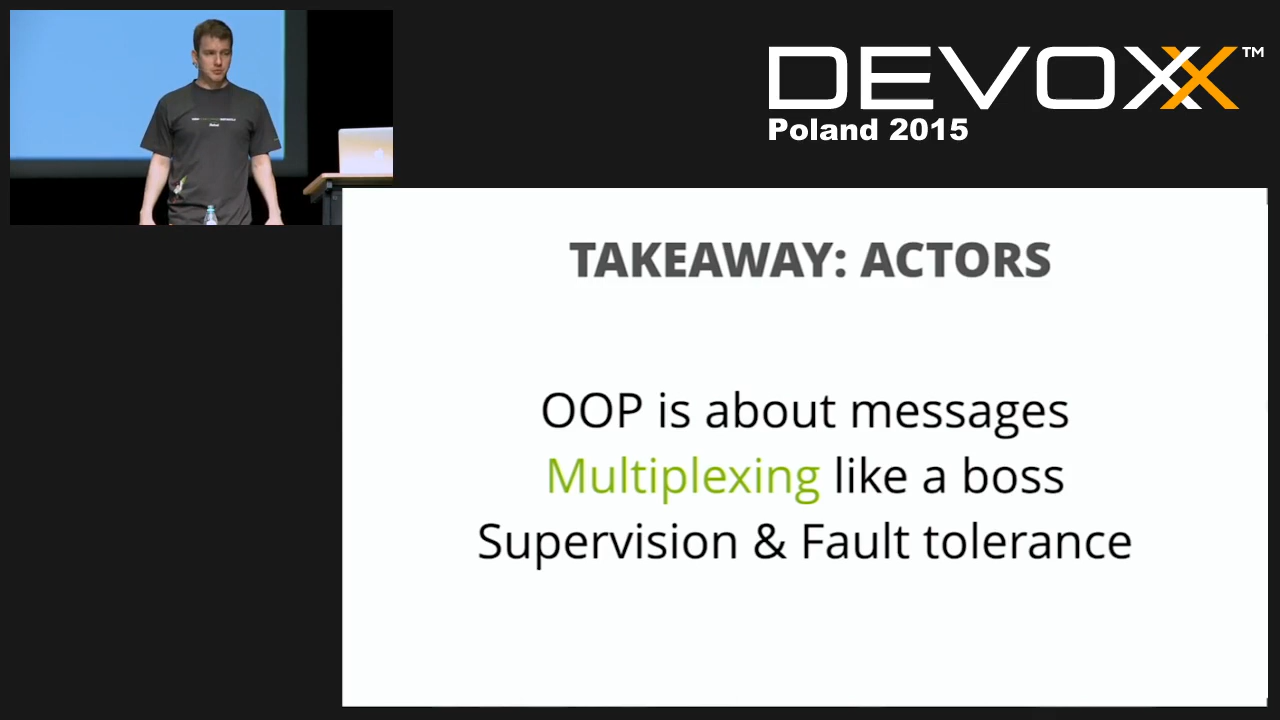 DEVOXX™
Poland 2015
TAKEAWAY: ACTORS
OOP is about messages
Multiplexing like a boss
Supervision & Fault tolerance